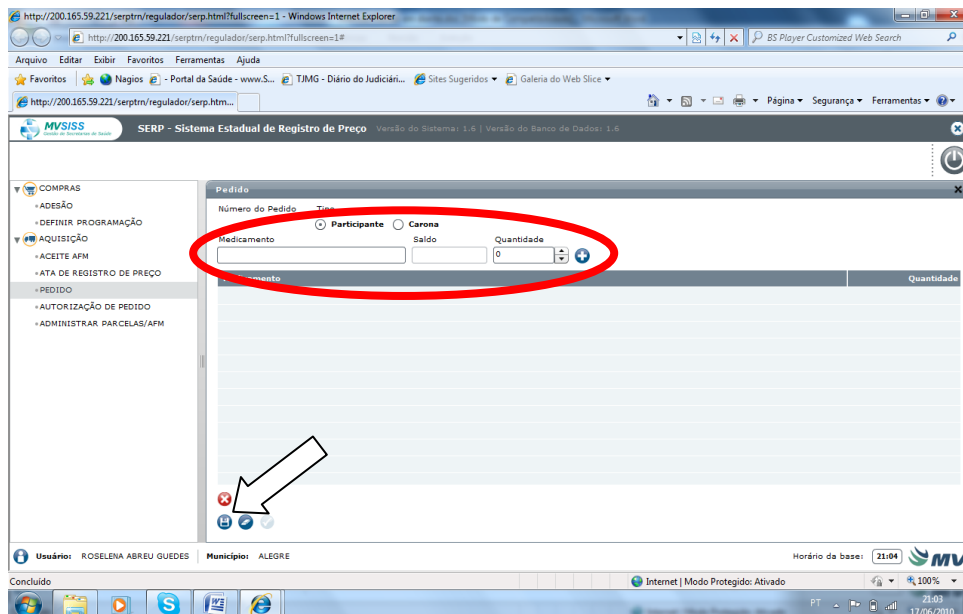 http://200.165.59.221/serptrn/regulador/serp.html?fullscreen=1 - Windows Internet Explorer
http://200.165.59.221/serptrn/regulador/serp.html?fullscreen=1#
BS Player Customized Web Search
Arquivo Editar Exibir Favoritos Ferramentas Ajuda
Favoritos Nagios - Portal da Saúde - www.S... TJMG - Diário do Judiciári... Sites Sugeridos Galeria do Web Slice
http://200.165.59.221/serptrn/regulador/serp.htm... Página Segurança Ferramentas
MVSISS SERP - Sistema Estadual de Registro de Preço Versão do Sistema: 1.6 | Versão do Banco de Dados: 1.6
Gestão de Secretarias de Saúde
COMPRAS
ADESÃO
DEFINIR PROGRAMAÇÃO
AQUISIÇÃO
ACEITE AFM
ATA DE REGISTRO DE PREÇO
PEDIDO
AUTORIZAÇÃO DE PEDIDO
ADMINISTRAR PARCELAS/AFM
Pedido
Número do Pedido Tipo
Participante Carona
Medicamento Saldo Quantidade
0
Quantidade
Usuário: ROSELENA ABREU GUEDES Município: ALEGRE Horário da base: 21:04 MV
Concluído Internet | Modo Protegido: Ativado 100%
PT 21:03
17/06/2010